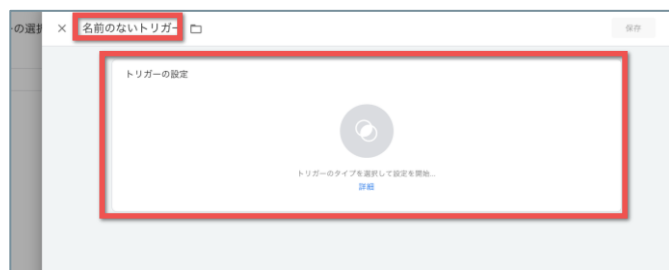 の選択
名前のないトリガー
保存
トリガーの設定
トリガーのタイプを選択して設定を開始...
詳細